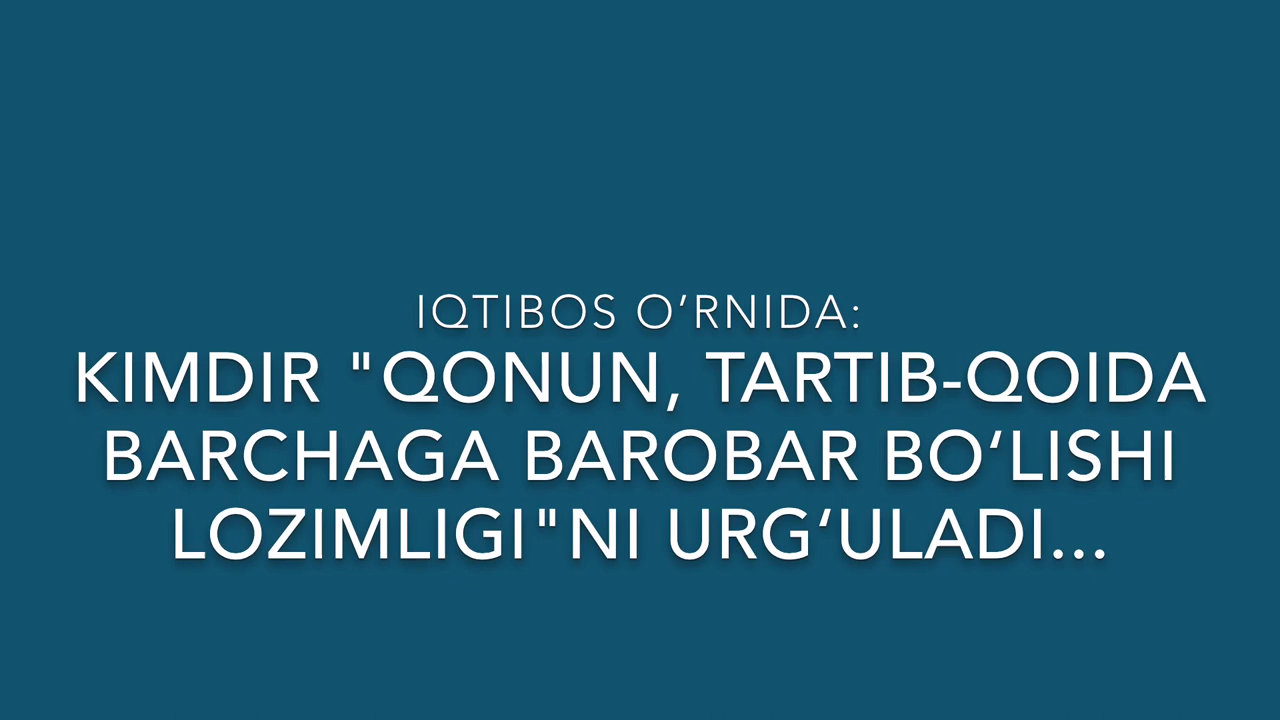 IQTIBOS O‘RNIDA:
KIMDIR "QONUN, TARTIB-QOIDA
BARCHAGA BAROBAR BO‘LISHI
LOZIMLIGI"NI URG‘ULADI...